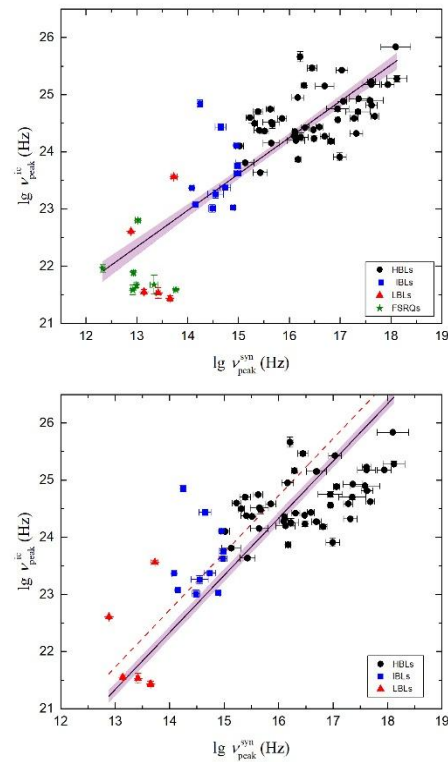 26
25
24
23
22
21
lg ν^ic_peak (Hz)
HBLs
IBLs
LBLs
FSRQs
12 13 14 15 16 17 18 19
lg ν^syn_peak (Hz)
26
25
24
23
22
21
lg ν^ic_peak (Hz)
HBLs
IBLs
LBLs
12 13 14 15 16 17 18 19
lg ν^syn_peak (Hz)